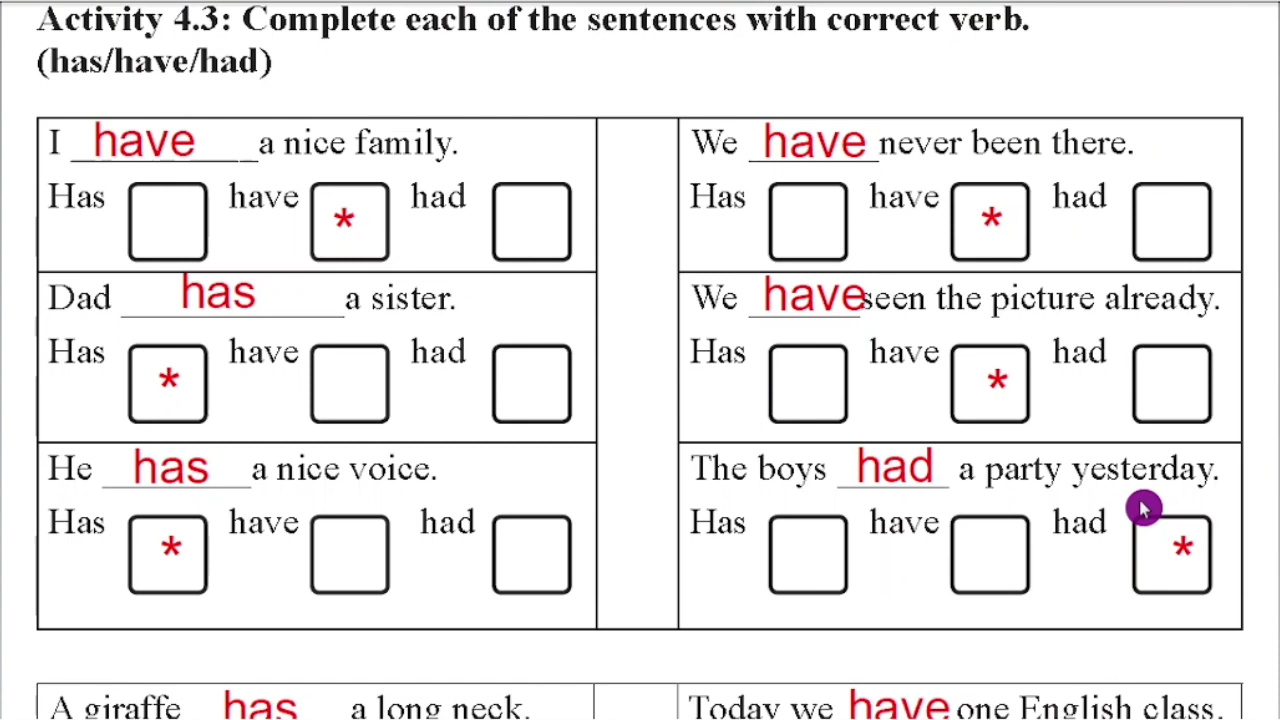 Activity 4.3: Complete each of the sentences with correct verb.
(has/have/had)
I have a nice family.
Has have * had
Dad has a sister.
Has * have had
He has a nice voice.
Has * have had
We have never been there.
Has have * had
We have seen the picture already.
Has have * had
The boys had a party yesterday.
Has have had *
A giraffe has a long neck.
Today we have one English class.